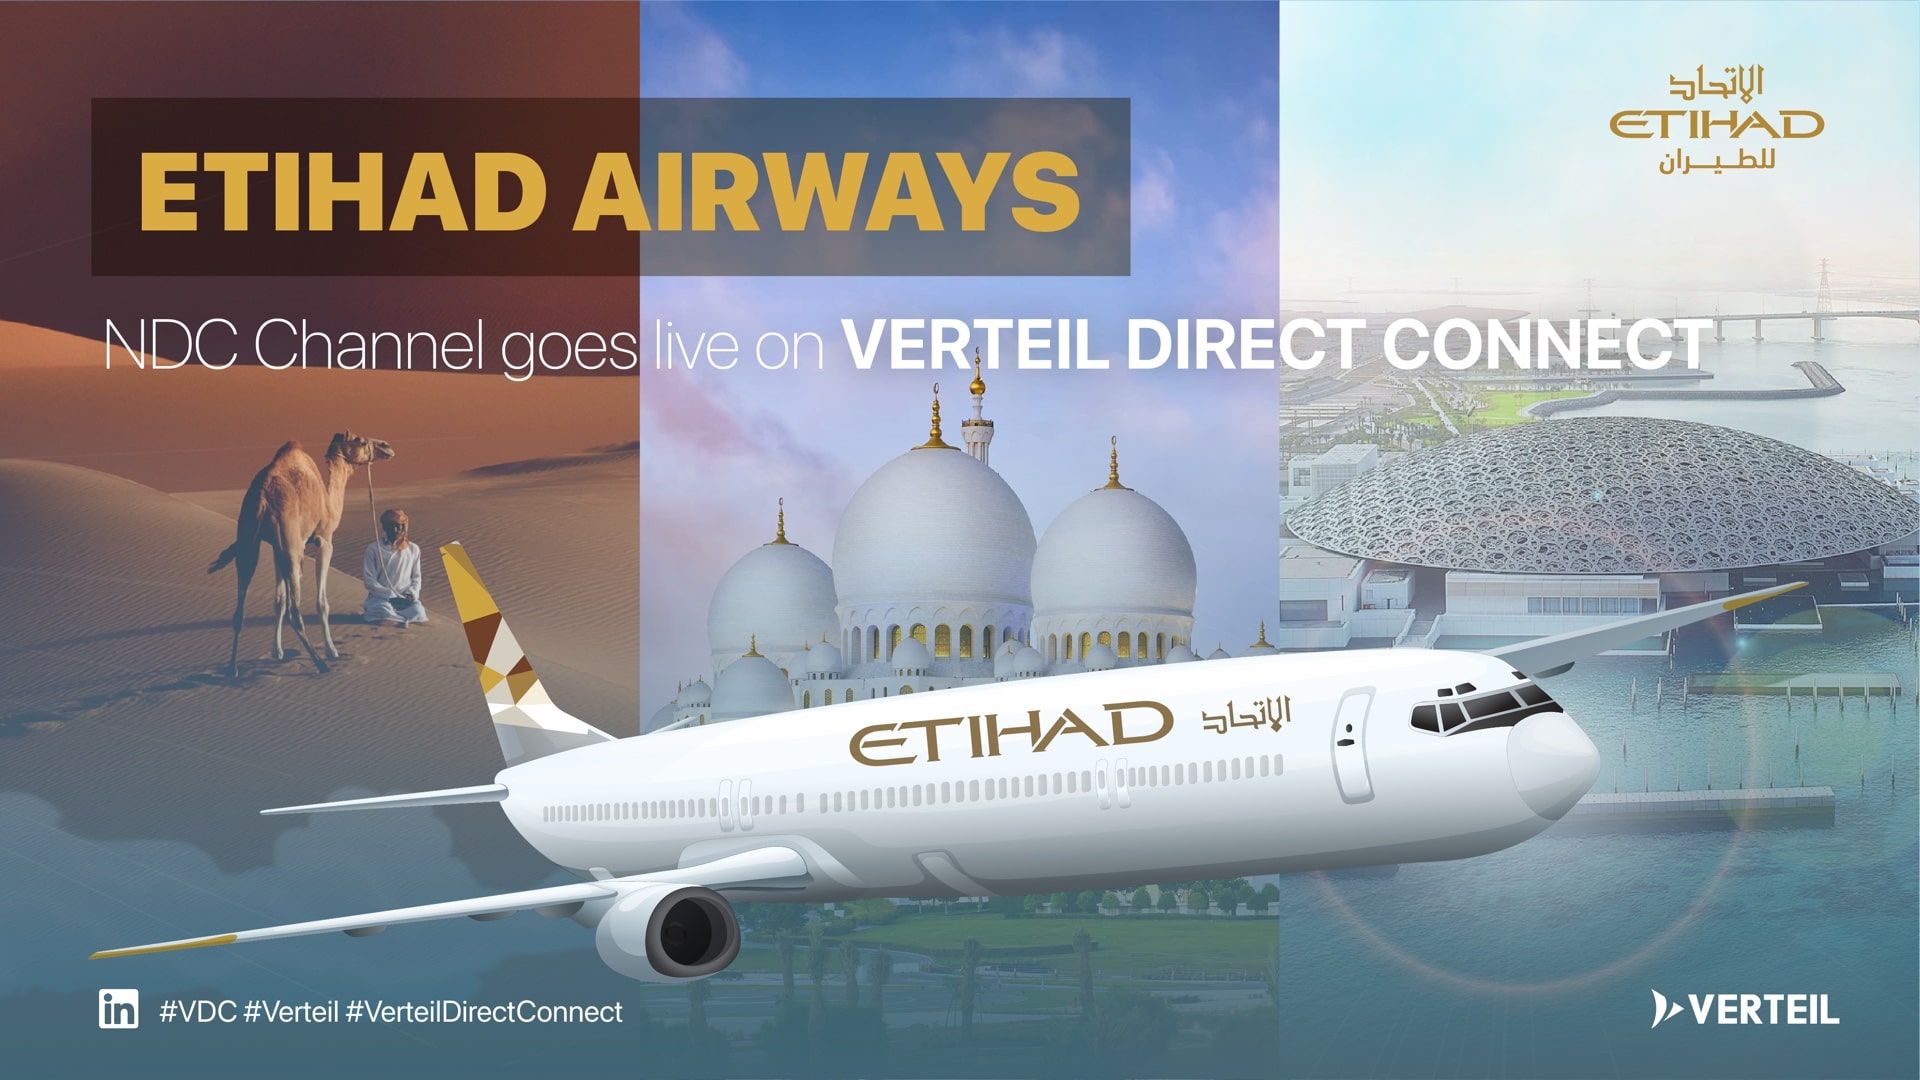 الاتحاد
ETIHAD
للطيران
ETIHAD AIRWAYS
NDC Channel goes live on VERTEIL DIRECT CONNECT
ETIHAD الاتحاد
in #VDC #Verteil #VerteilDirectConnect
VERTEIL